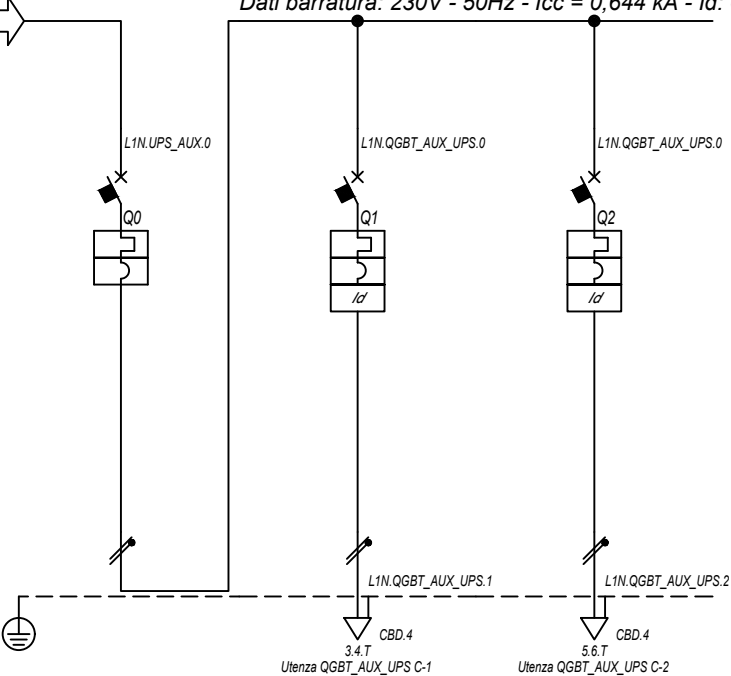 Dati barratura: 230V - 50Hz - Icc = 0,644 kA - Id:
L1N.UPS_AUX.0
L1N.QGBT_AUX_UPS.0
L1N.QGBT_AUX_UPS.0
Q0
Q1
Q2
Id
Id
L1N.QGBT_AUX_UPS.1
L1N.QGBT_AUX_UPS.2
CBD.4
CBD.4
3.4.T
5.6.T
Utenza QGBT_AUX_UPS C-1
Utenza QGBT_AUX_UPS C-2